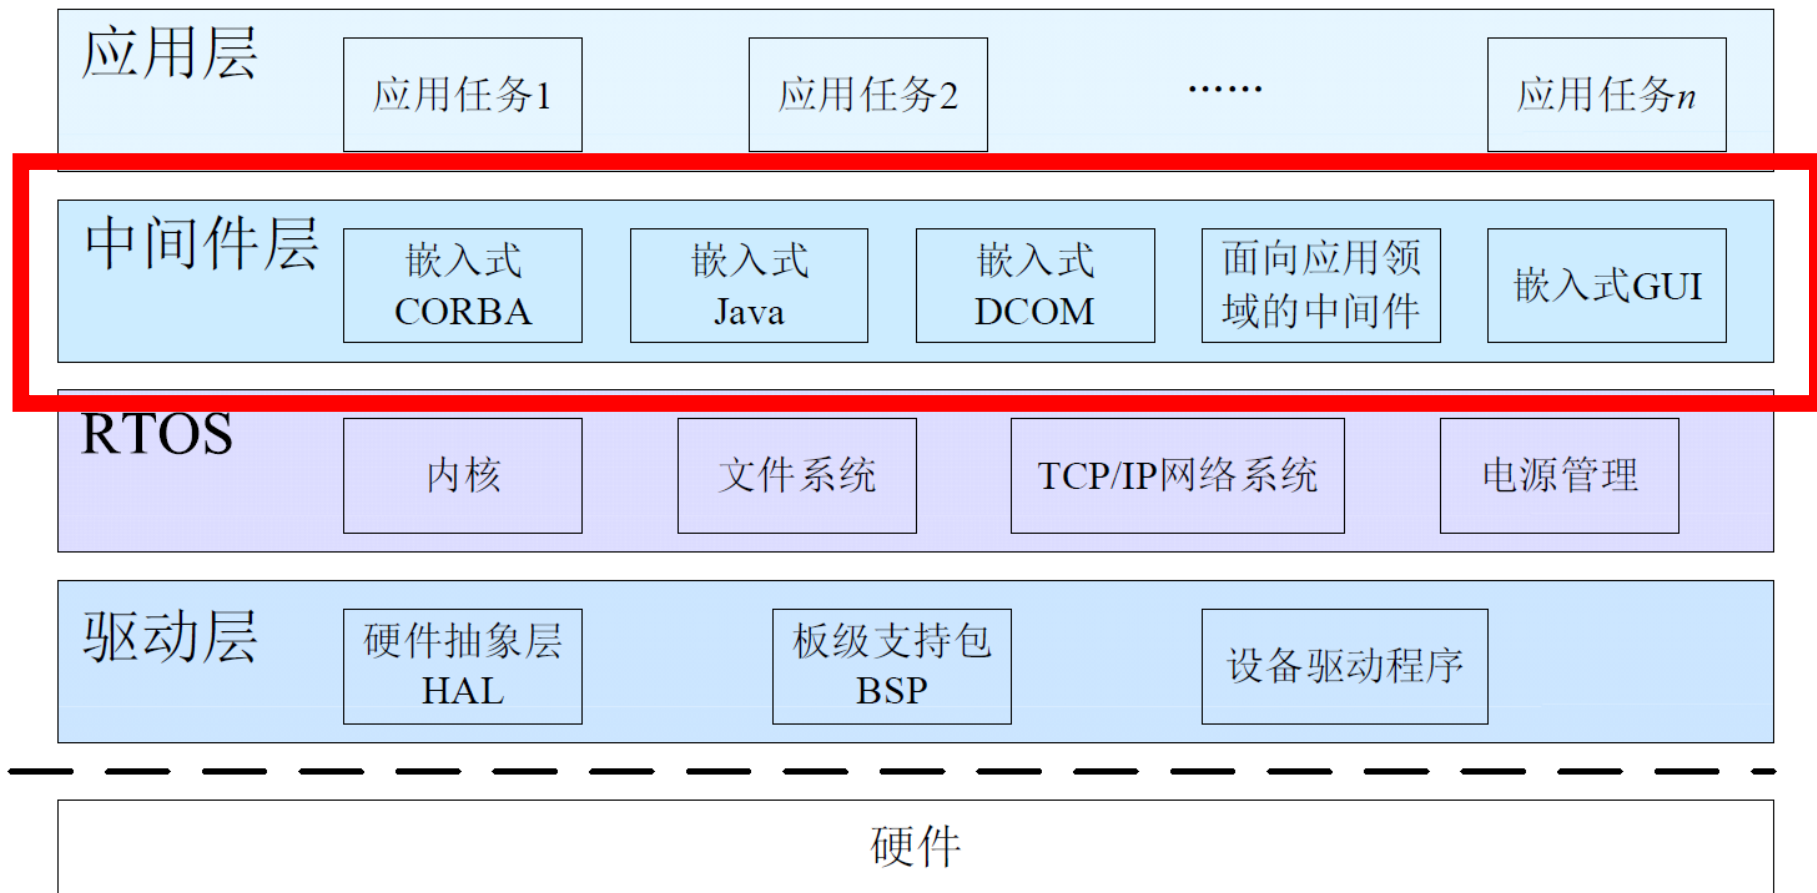 应用层
应用任务1
应用任务2
……
应用任务n
中间件层
嵌入式
CORBA
嵌入式
Java
嵌入式
DCOM
面向应用领
域的中间件
嵌入式GUI
RTOS
内核
文件系统
TCP/IP网络系统
电源管理
驱动层
硬件抽象层
HAL
板级支持包
BSP
设备驱动程序
硬件